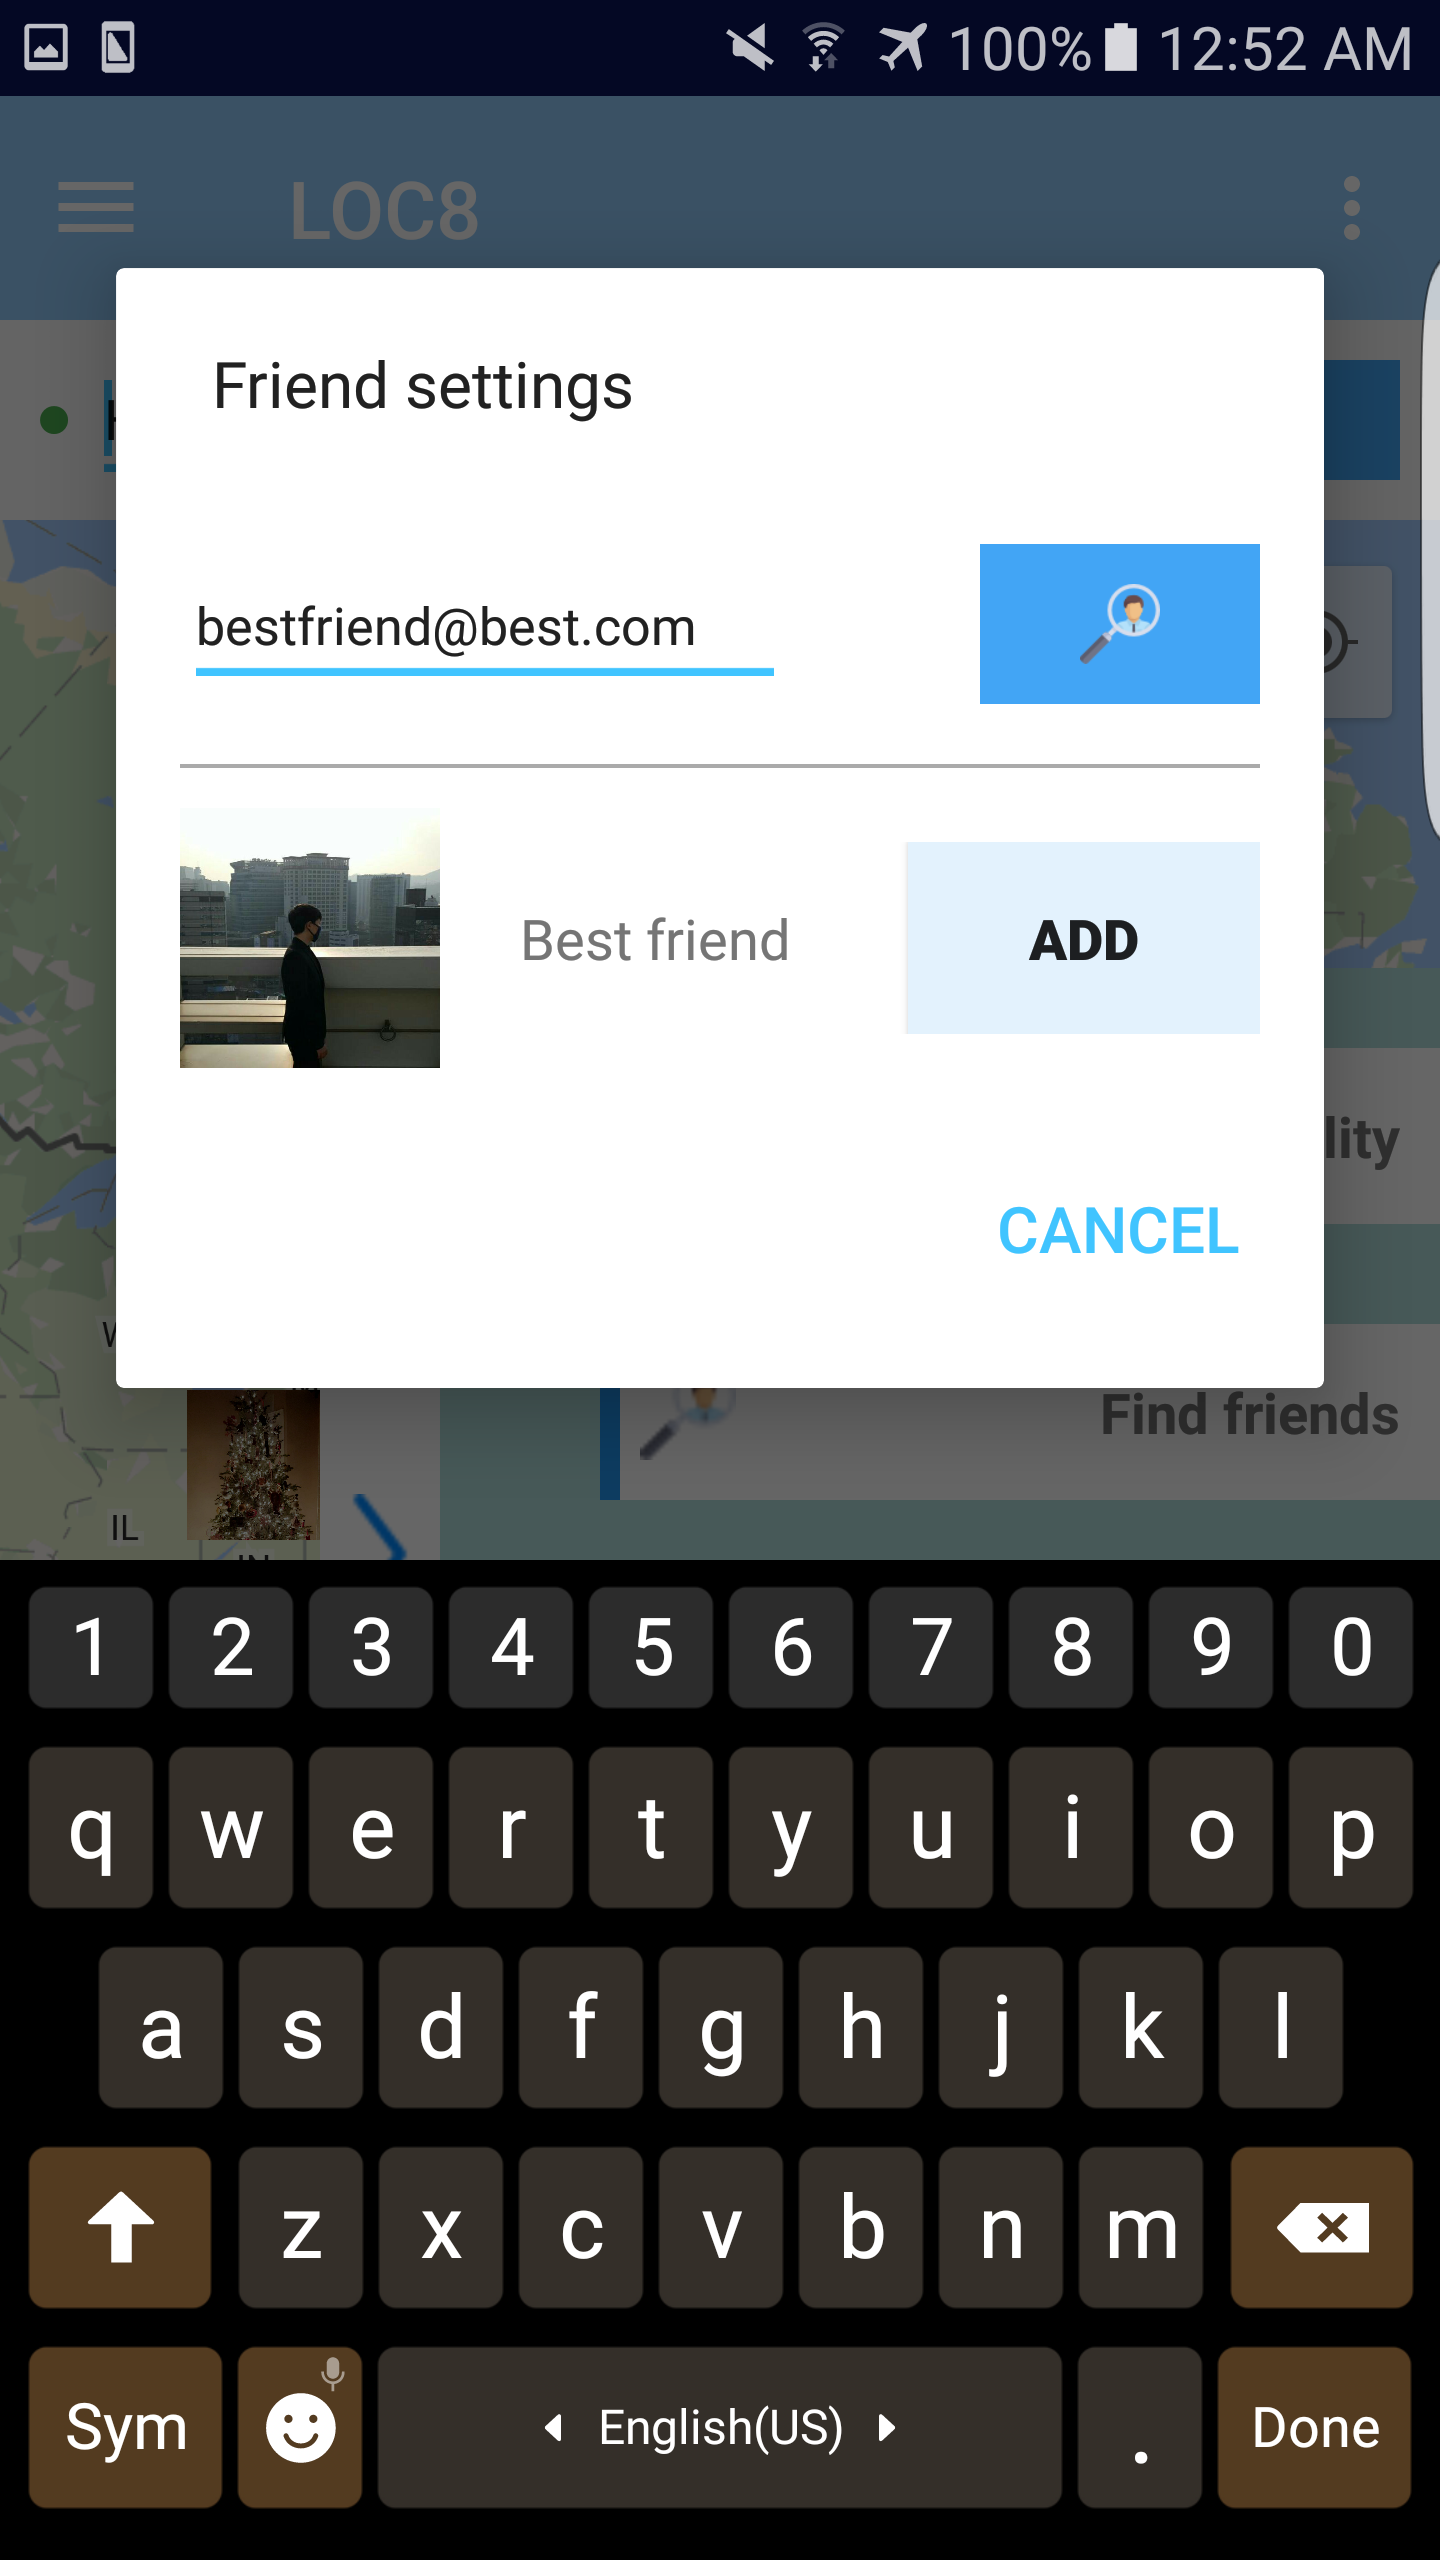 100% 12:52 AM
LOC8
Friend settings
bestfriend@best.com
Best friend
ADD
lity
CANCEL
Find friends
IL
IN
1 2 3 4 5 6 7 8 9 0
q w e r t y u i o p
a s d f g h j k l
z x c v b n m
Sym English(US) . Done